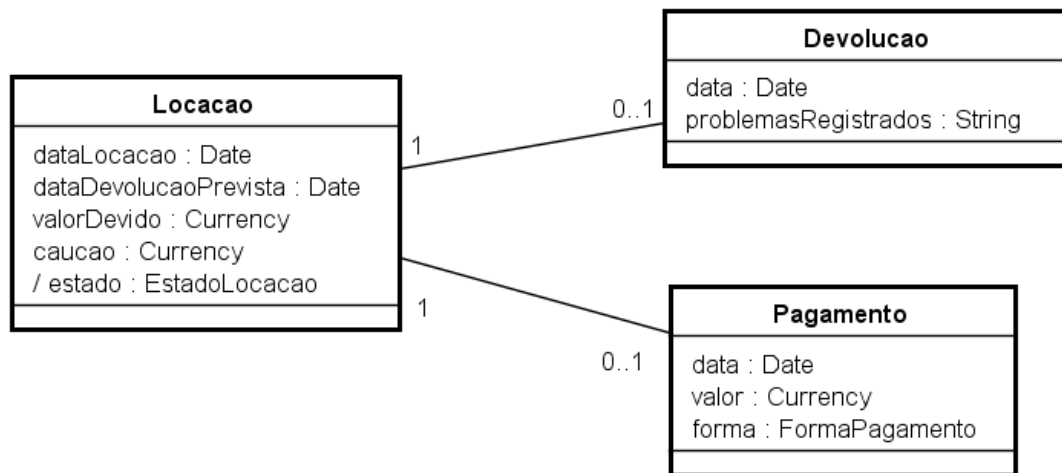 Locacao
dataLocacao : Date
dataDevolucaoPrevista : Date
valorDevido : Currency
caucao : Currency
/ estado : EstadoLocacao
1
0..1
Devolucao
data : Date
problemasRegistrados : String
1
0..1
Pagamento
data : Date
valor : Currency
forma : FormaPagamento